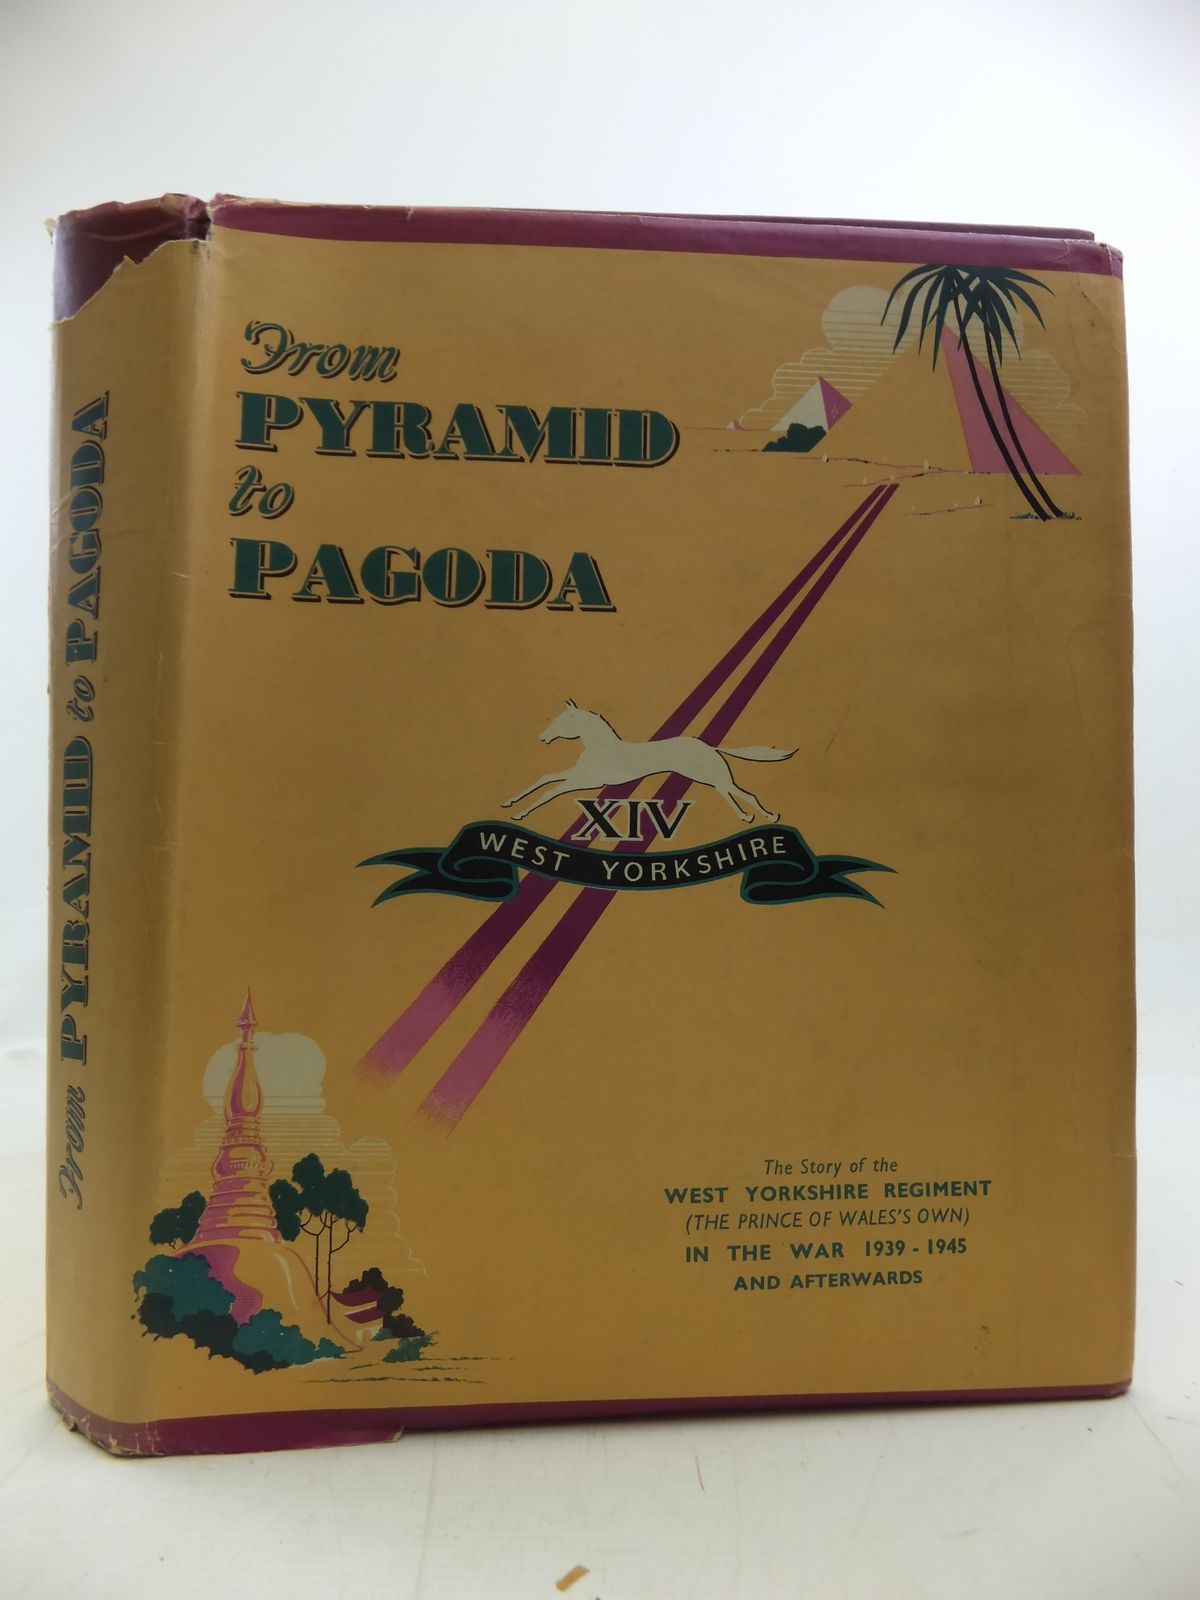 From
PYRAMID
to
PAGODA
XIV
WEST YORKSHIRE
The Story of the
WEST YORKSHIRE REGIMENT
(THE PRINCE OF WALES'S OWN)
IN THE WAR 1939 - 1945
AND AFTERWARDS
From PYRAMID to PAGODA